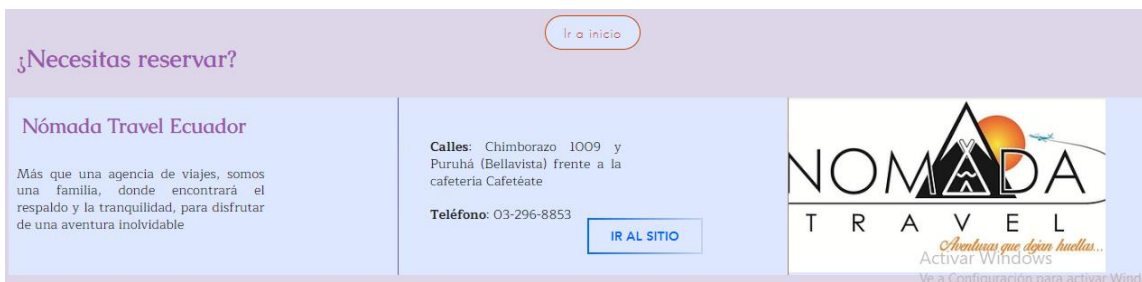 Ir a inicio
¿Necesitas reservar?
Nómada Travel Ecuador
Más que una agencia de viajes, somos
una familia, donde encontrará el
respaldo y la tranquilidad, para disfrutar
de una aventura inolvidable
Calles: Chimborazo 1009 y
Puruhá (Bellavista) frente a la
cafetería Cafetéate
Teléfono: 03-296-8853
IR AL SITIO
NOMADA
TRAVEL
Aventuras que dejan huellas...
Activar Windows
Ve a Configuración para activar Wind